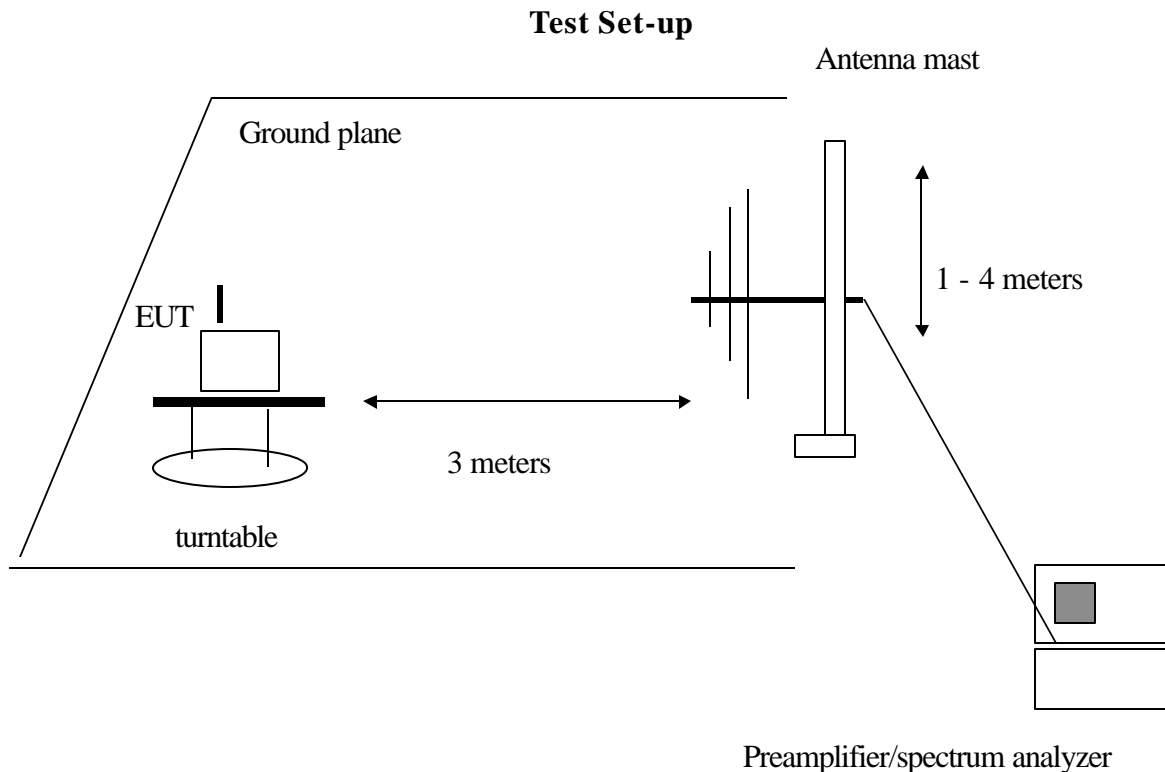 Test Set-up
Antenna mast
Ground plane
1 - 4 meters
EUT
3 meters
turntable
Preamplifier/spectrum analyzer